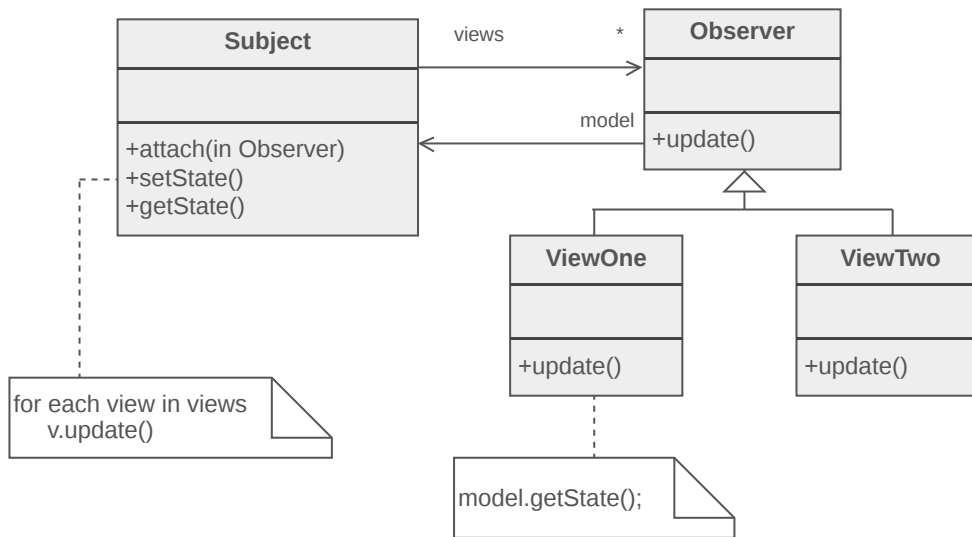 Subject
+attach(in Observer)
+setState()
+getState()
views
*
model
Observer
+update()
ViewOne
+update()
ViewTwo
+update()
for each view in views
v.update()
model.getState();